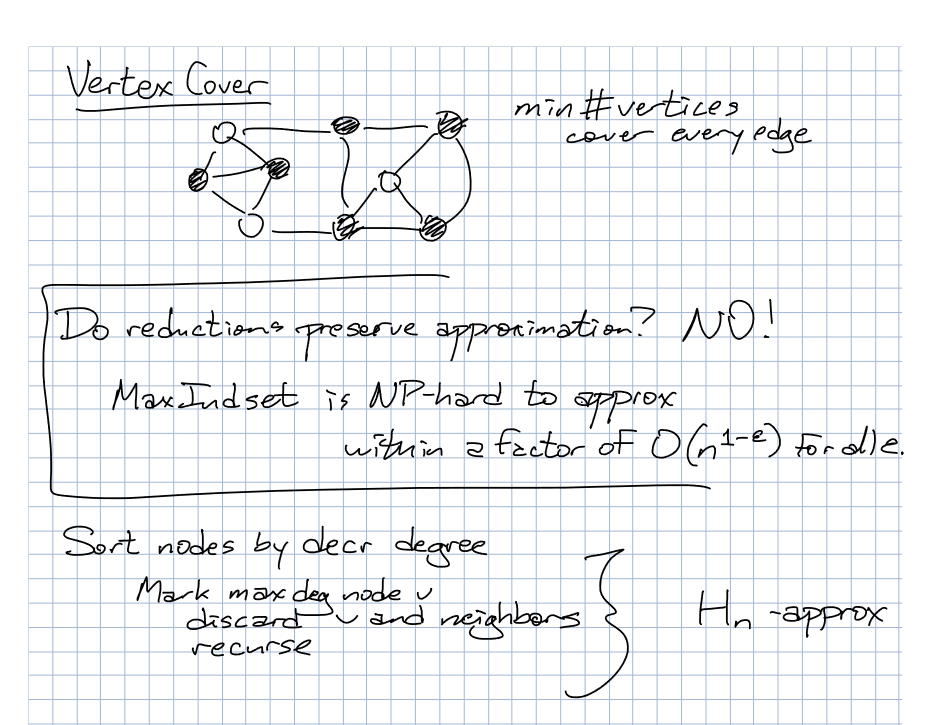 Vertex Cover
min # vertices
cover every edge
Do reductions preserve approximation? NO!
MaxIndset is NP-hard to approx
within a factor of O(n^{1-ε}) for all ε.
Sort nodes by decr degree
Mark max deg node v
discard v and neighbors
recurse
H_n -approx